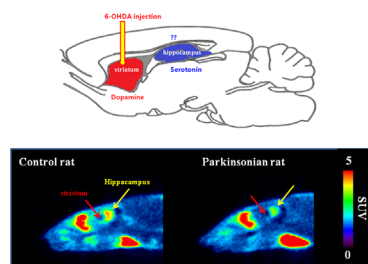 6-OHDA injection
??
striatum
hippocampus
Dopamine
Serotonin
Control rat
Parkinsonian rat
5
Hippocampus
striatum
SUV
0